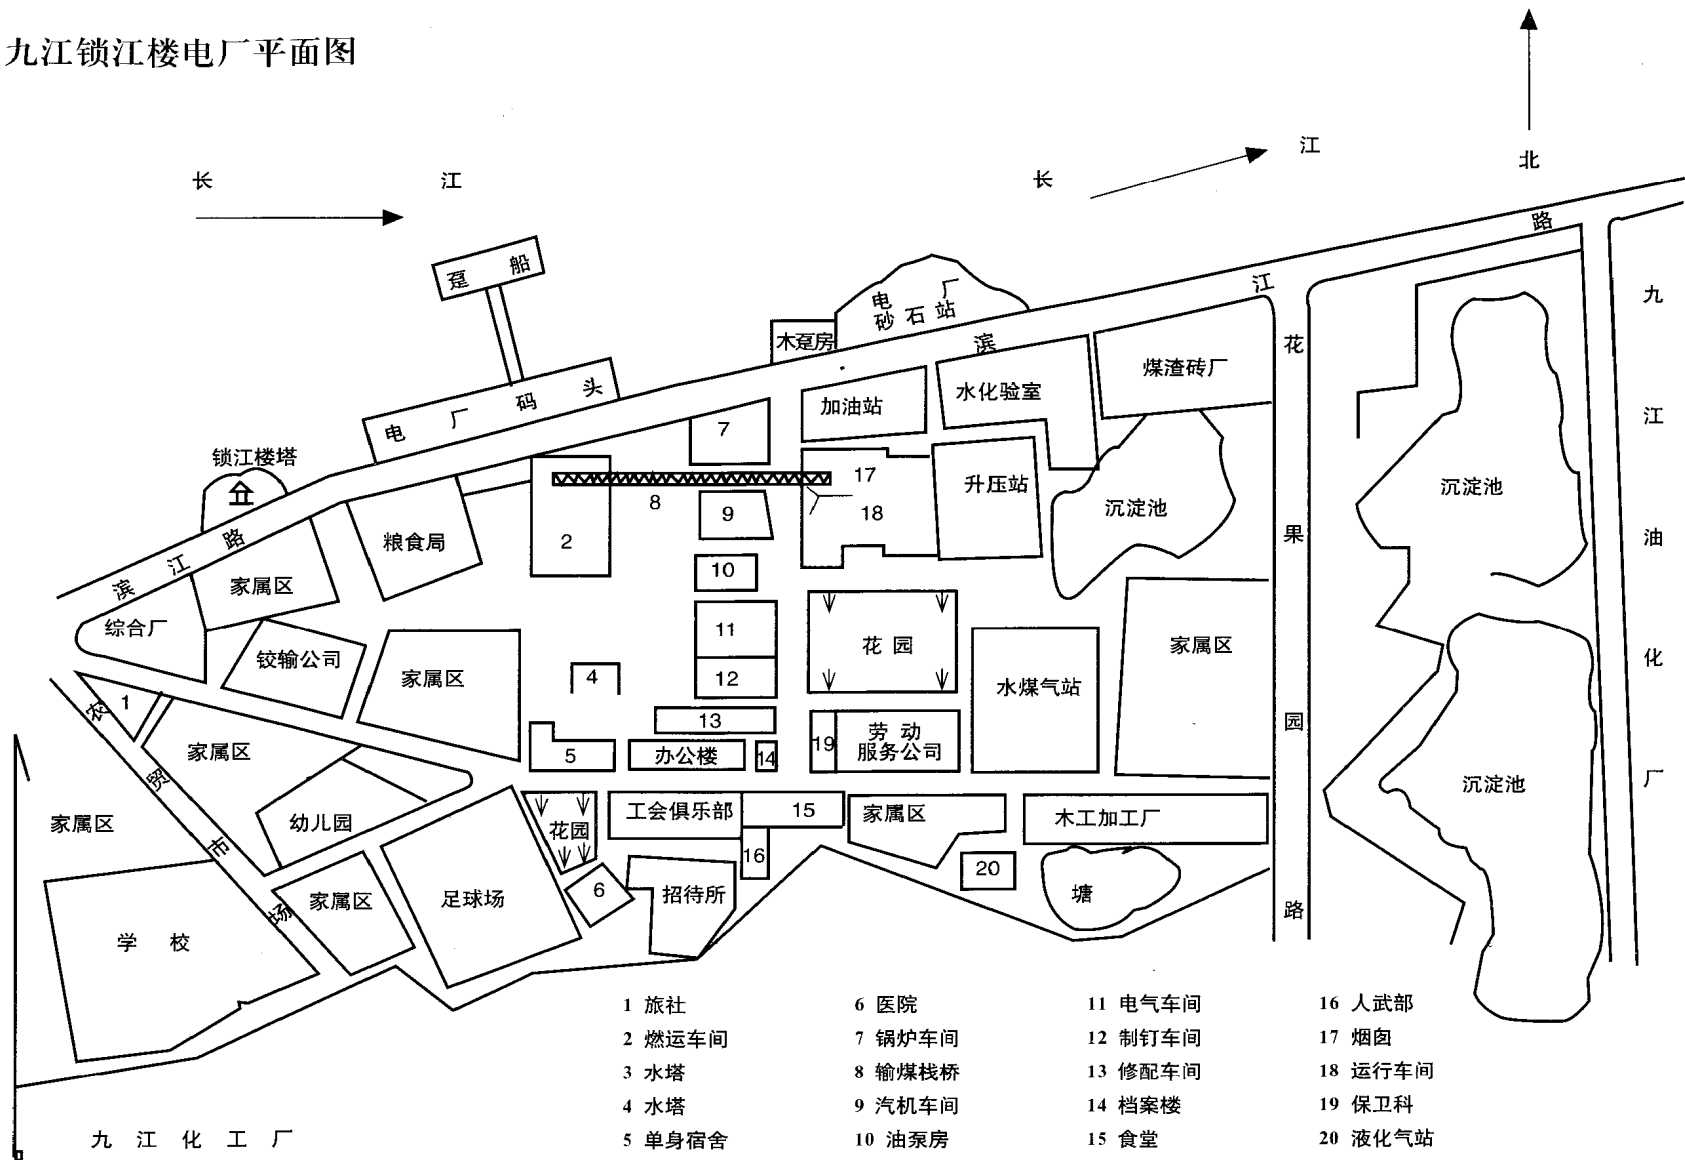 九江锁江楼电厂平面图
长 江
长 江
北
趸 船
电 厂
砂 石 站
木趸房
电 厂 码 头
锁江楼塔
滨 江 路
滨 江 路
加油站
水化验室
煤渣砖厂
花 果 园 路
九 江 油 化 厂
7
17
18
8
9
2
10
升压站
沉淀池
沉淀池
沉淀池
粮食局
家属区
综合厂
铰输公司
家属区
4
11
12
13
花 园
水煤气站
家属区
1
农 贸 市 场
家属区
5
办公楼
14
19
劳 动
服务公司
家属区
幼儿园
花园
工会俱乐部
15
16
家属区
木工加工厂
20
塘
学 校
家属区
足球场
6
招待所
九 江 化 工 厂
1 旅社
2 燃运车间
3 水塔
4 水塔
5 单身宿舍
6 医院
7 锅炉车间
8 输煤栈桥
9 汽机车间
10 油泵房
11 电气车间
12 制钉车间
13 修配车间
14 档案楼
15 食堂
16 人武部
17 烟囱
18 运行车间
19 保卫科
20 液化气站